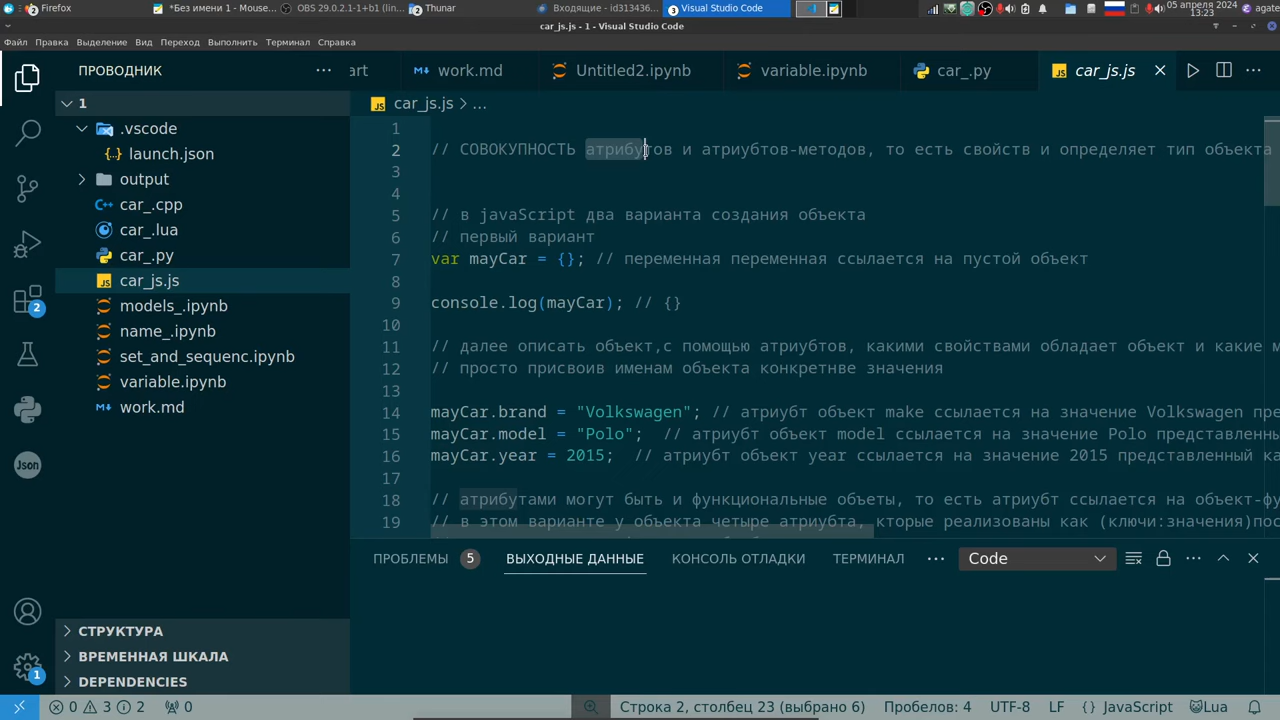 Firefox
*Без имени 1 - Mouse...
OBS 29.0.2.1-1+b1 (lin...
Thunar
Входящие - id313436...
3 Visual Studio Code
05 апреля 2024
13:23
agate
car_js.js - 1 - Visual Studio Code
Файл Правка Выделение Вид Переход Выполнить Терминал Справка
ПРОВОДНИК
art work.md Untitled2.ipynb variable.ipynb car_.py JS car_js.js
1
.vscode
launch.json
output
car_.cpp
car_.lua
car_.py
JS car_js.js
models_.ipynb
name_.ipynb
set_and_sequenc.ipynb
variable.ipynb
work.md
СТРУКТУРА
ВРЕМЕННАЯ ШКАЛА
DEPENDENCIES
2
Json
1
JS car_js.js > ...
1
2 // СОВОКУПНОСТЬ атрибутов и атриубтов-методов, то есть свойств и определяет тип объекта
3
4
5 // в javaScript два варианта создания объекта
6 // первый вариант
7 var mayCar = {}; // переменная переменная ссылается на пустой объект
8
9 console.log(mayCar); // {}
10
11 // далее описать объект,с помощью атриубтов, какими свойствами обладает объект и какие м
12 // просто присвоив именам объекта конкретнве значения
13
14 mayCar.brand = "Volkswagen"; // атриубт объект make ссылается на значение Volkswagen пре
15 mayCar.model = "Polo"; // атриубт объект model ссылается на значение Polo представленны
16 mayCar.year = 2015; // атриубт объект year ссылается на значение 2015 представленный ка
17
18 // атрибутами могут быть и функциональные объеты, то есть атриубт ссылается на объект-фу
19 // в этом варианте у объекта четыре атриубта, кторые реализованы как (ключи:значения)пос
ПРОБЛЕМЫ 5 ВЫХОДНЫЕ ДАННЫЕ КОНСОЛЬ ОТЛАДКИ ТЕРМИНАЛ ... Code
0 3 2 0 Строка 2, столбец 23 (выбрано 6) Пробелов: 4 UTF-8 LF {} JavaScript Lua